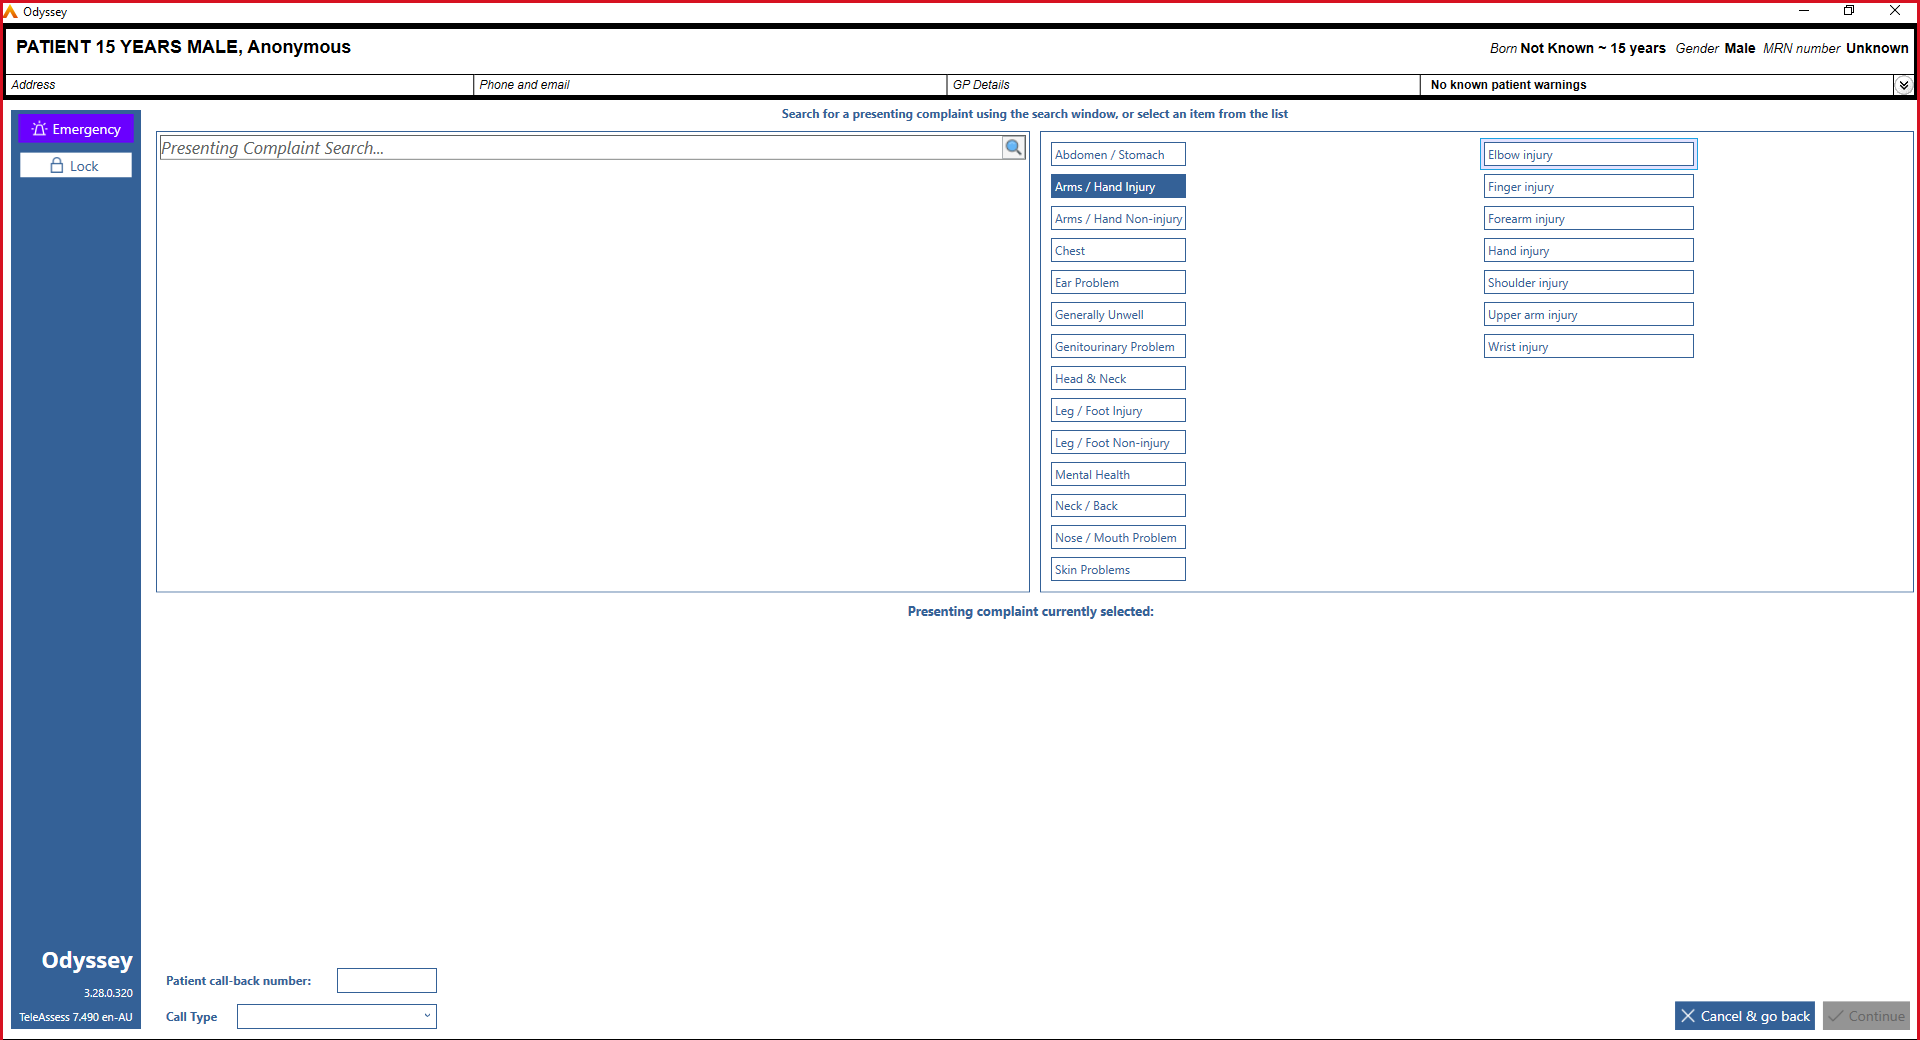 Odyssey
PATIENT 15 YEARS MALE, Anonymous
Born Not Known ~ 15 years Gender Male MRN number Unknown
Address
Phone and email
GP Details
No known patient warnings
Emergency
Lock
Search for a presenting complaint using the search window, or select an item from the list
Presenting Complaint Search...
Abdomen / Stomach
Arms / Hand Injury
Arms / Hand Non-injury
Chest
Ear Problem
Generally Unwell
Genitourinary Problem
Head & Neck
Leg / Foot Injury
Leg / Foot Non-injury
Mental Health
Neck / Back
Nose / Mouth Problem
Skin Problems
Elbow injury
Finger injury
Forearm injury
Hand injury
Shoulder injury
Upper arm injury
Wrist injury
Presenting complaint currently selected:
Odyssey
3.28.0.320
TeleAssess 7.490 en-AU
Patient call-back number:
Call Type
Cancel & go back
Continue